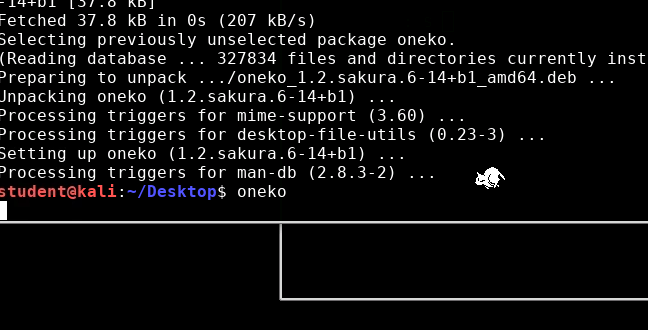 -14+b1 [37.8 kB]
Fetched 37.8 kB in 0s (207 kB/s)
Selecting previously unselected package oneko.
(Reading database ... 327834 files and directories currently inst
Preparing to unpack .../oneko_1.2.sakura.6-14+b1_amd64.deb ...
Unpacking oneko (1.2.sakura.6-14+b1) ...
Processing triggers for mime-support (3.60) ...
Processing triggers for desktop-file-utils (0.23-3) ...
Setting up oneko (1.2.sakura.6-14+b1) ...
Processing triggers for man-db (2.8.3-2) ...
student@kali:~/Desktop$ oneko